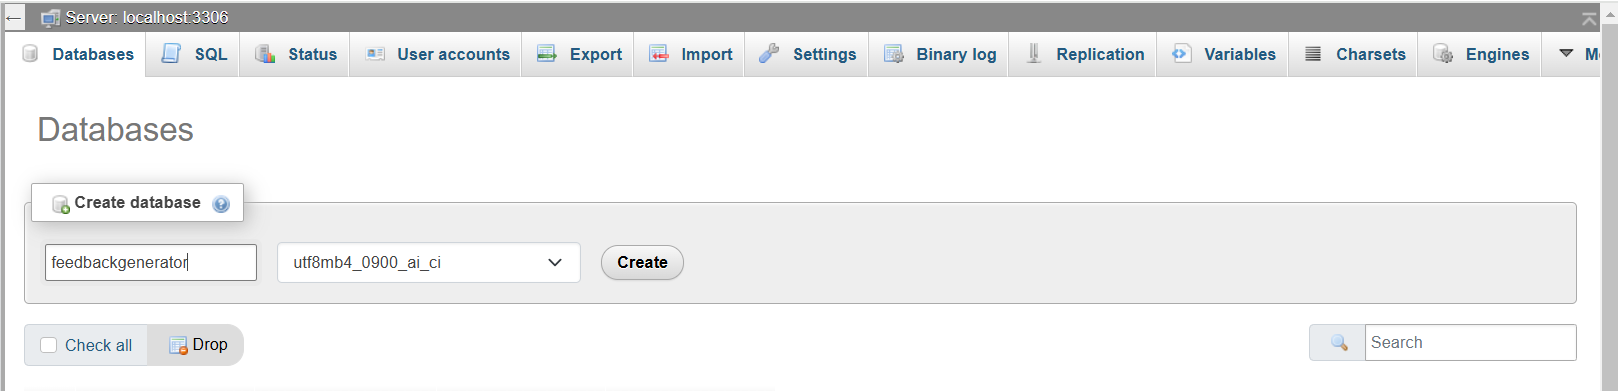 Server: localhost:3306
Databases SQL Status User accounts Export Import Settings Binary log Replication Variables Charsets Engines
Databases
Create database
feedbackgenerator utf8mb4_0900_ai_ci Create
Check all Drop Search